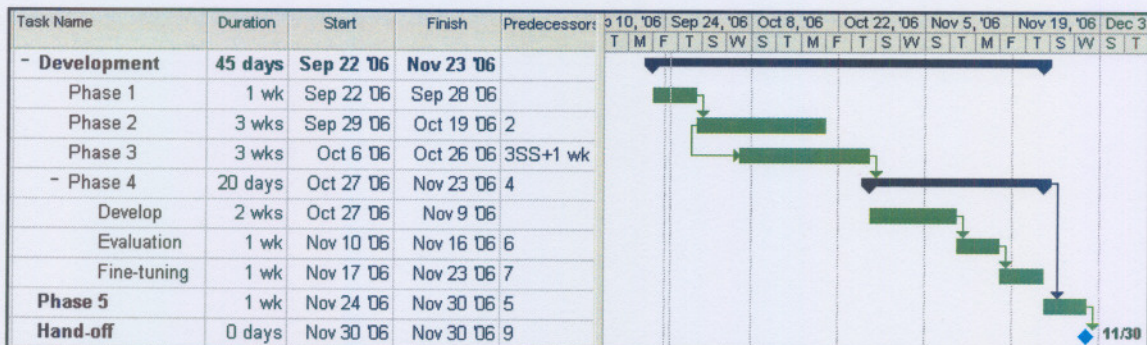 Task Name Duration Start Finish Predecessors 10, '06 Sep 24, '06 Oct 8, '06 Oct 22, '06 Nov 5, '06 Nov 19, '06 Dec 3
T M F T S W S T M F T S W S T M F T S W S T
- Development 45 days Sep 22 '06 Nov 23 '06
Phase 1 1 wk Sep 22 '06 Sep 28 '06
Phase 2 3 wks Sep 29 '06 Oct 19 '06 2
Phase 3 3 wks Oct 6 '06 Oct 26 '06 3SS+1 wk
- Phase 4 20 days Oct 27 '06 Nov 23 '06 4
Develop 2 wks Oct 27 '06 Nov 9 '06
Evaluation 1 wk Nov 10 '06 Nov 16 '06 6
Fine-tuning 1 wk Nov 17 '06 Nov 23 '06 7
Phase 5 1 wk Nov 24 '06 Nov 30 '06 5
Hand-off 0 days Nov 30 '06 Nov 30 '06 9 11/30